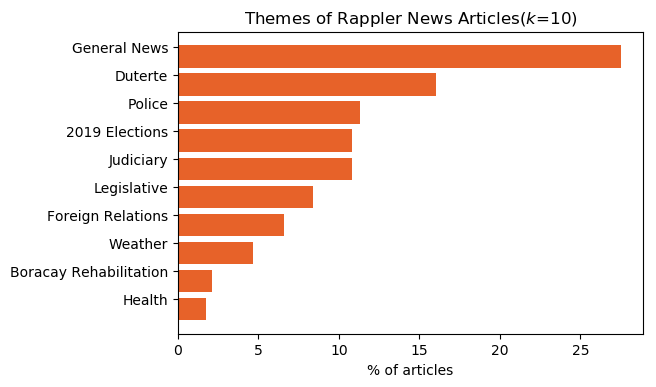 Themes of Rappler News Articles(k=10)
General News
Duterte
Police
2019 Elections
Judiciary
Legislative
Foreign Relations
Weather
Boracay Rehabilitation
Health
0 5 10 15 20 25
% of articles